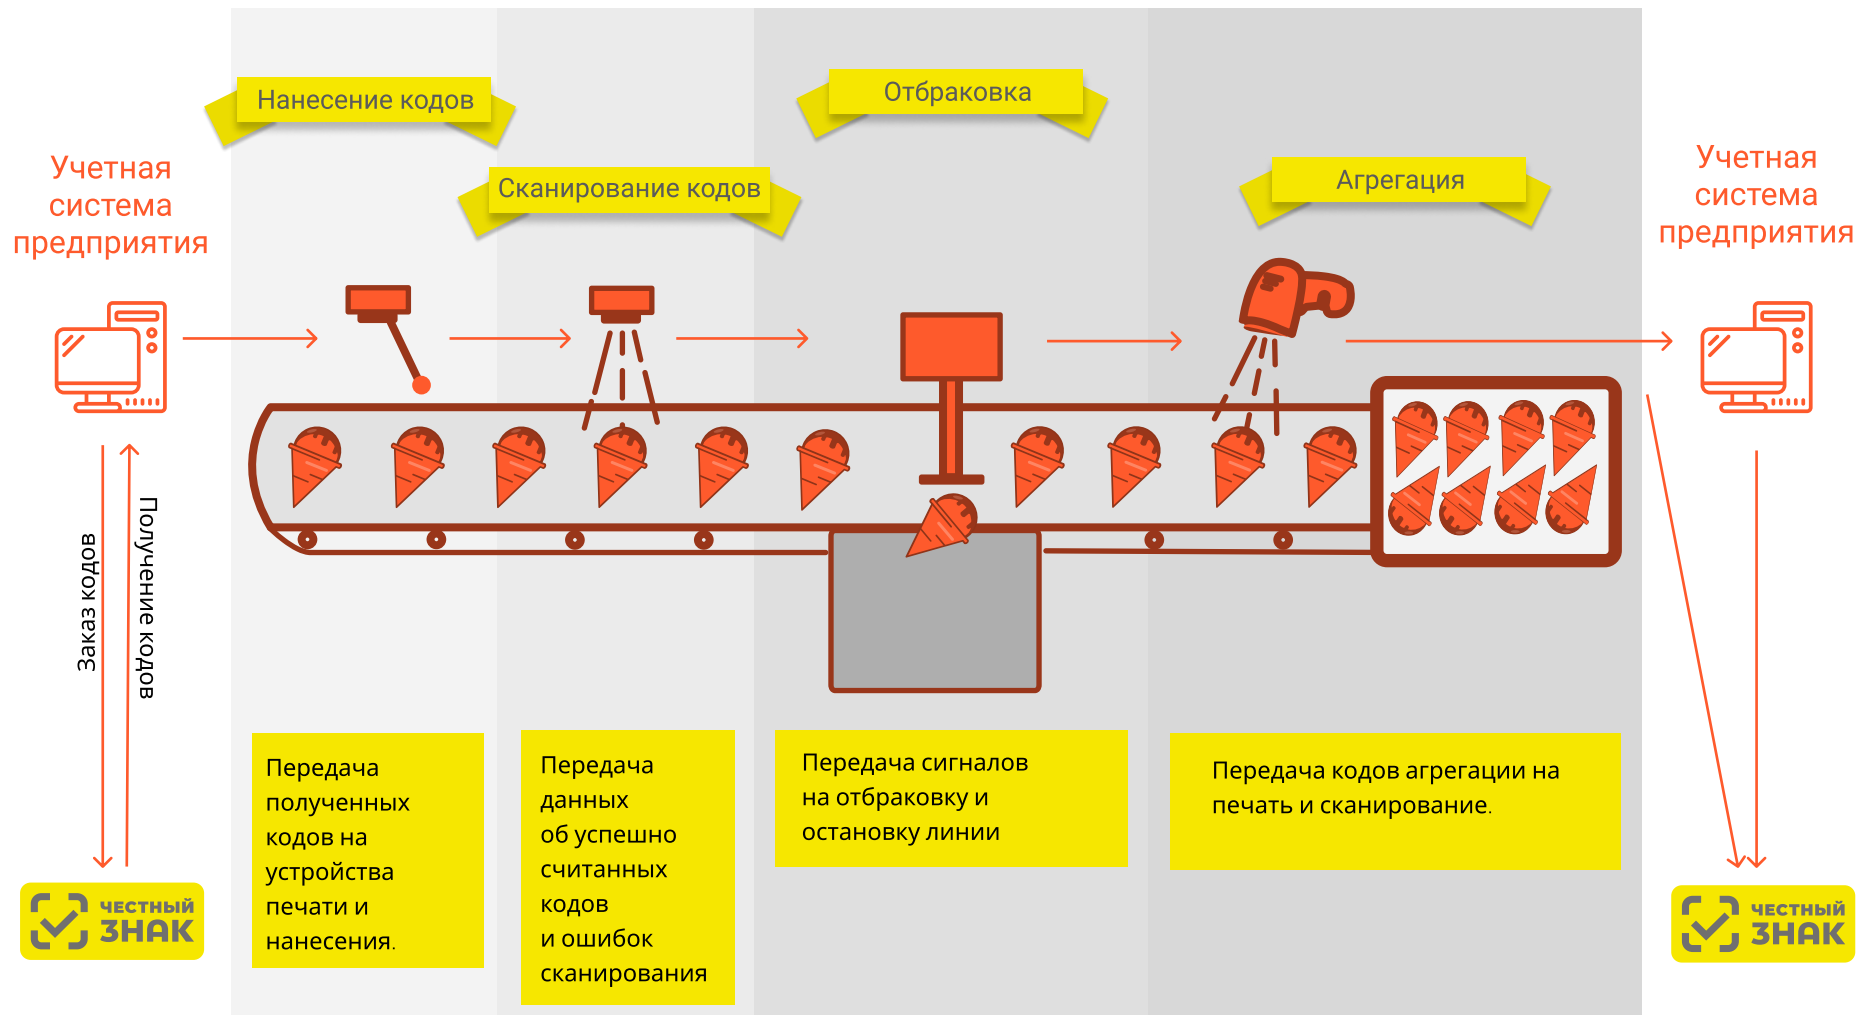 Нанесение кодов
Сканирование кодов
Отбраковка
Агрегация
Учетная
система
предприятия
Учетная
система
предприятия
Заказ кодов
Получение кодов
Передача
полученных
кодов на
устройства
печати и
нанесения.
Передача
данных
об успешно
считанных
кодов
и ошибок
сканирования
Передача сигналов
на отбраковку и
остановку линии
Передача кодов агрегации на
печать и сканирование.
ЧЕСТНЫЙ
ЗНАК
ЧЕСТНЫЙ
ЗНАК